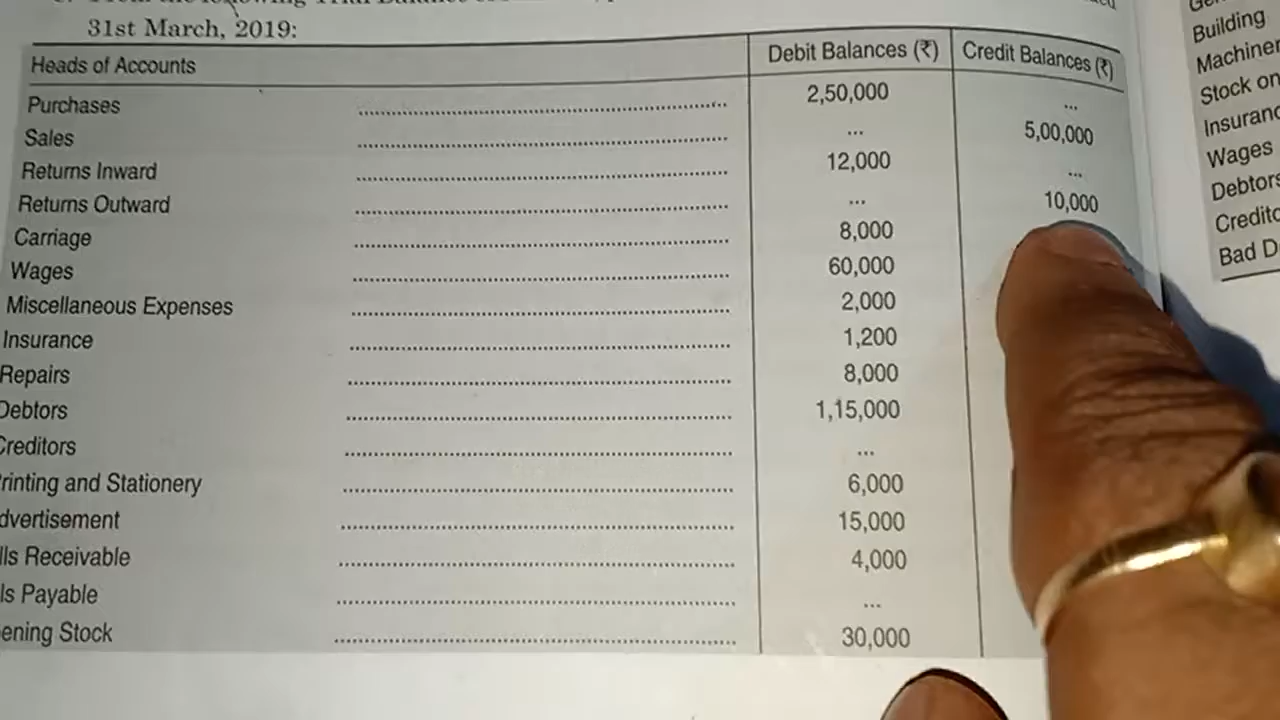 31st March, 2019:
Heads of Accounts Debit Balances (₹) Credit Balances (₹)
Purchases ........ 2,50,000 ...
Sales ........ ... 5,00,000
Returns Inward ........ 12,000 ...
Returns Outward ........ ... 10,000
Carriage ........ 8,000
Wages ........ 60,000
Miscellaneous Expenses ........ 2,000
Insurance ........ 1,200
Repairs ........ 8,000
Debtors ........ 1,15,000
Creditors ........ ...
rinting and Stationery ........ 6,000
dvertisement ........ 15,000
lls Receivable ........ 4,000
ls Payable ........ ...
ening Stock ........ 30,000
Building
Machiner
Stock on
Insuranc
Wages
Debtors
Credito
Bad D